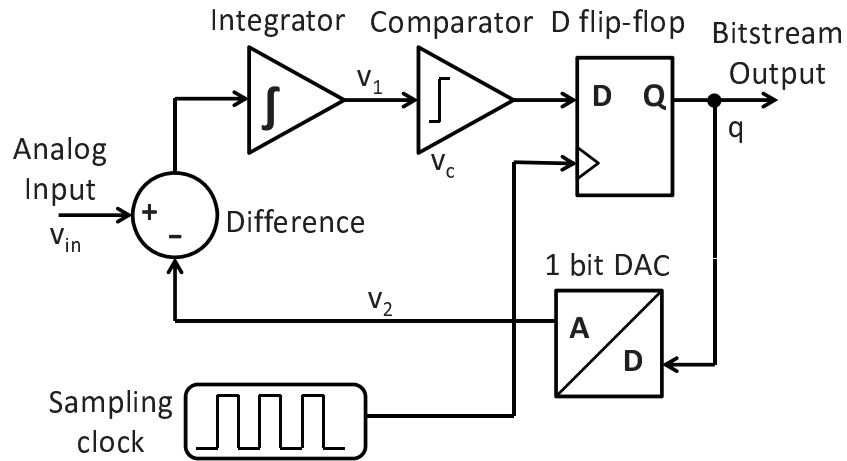 Integrator
Comparator
D flip-flop
Bitstream
Output
v1
D
Q
∫
vc
q
Analog
Input
vin
+
−
Difference
1 bit DAC
v2
A
D
Sampling
clock